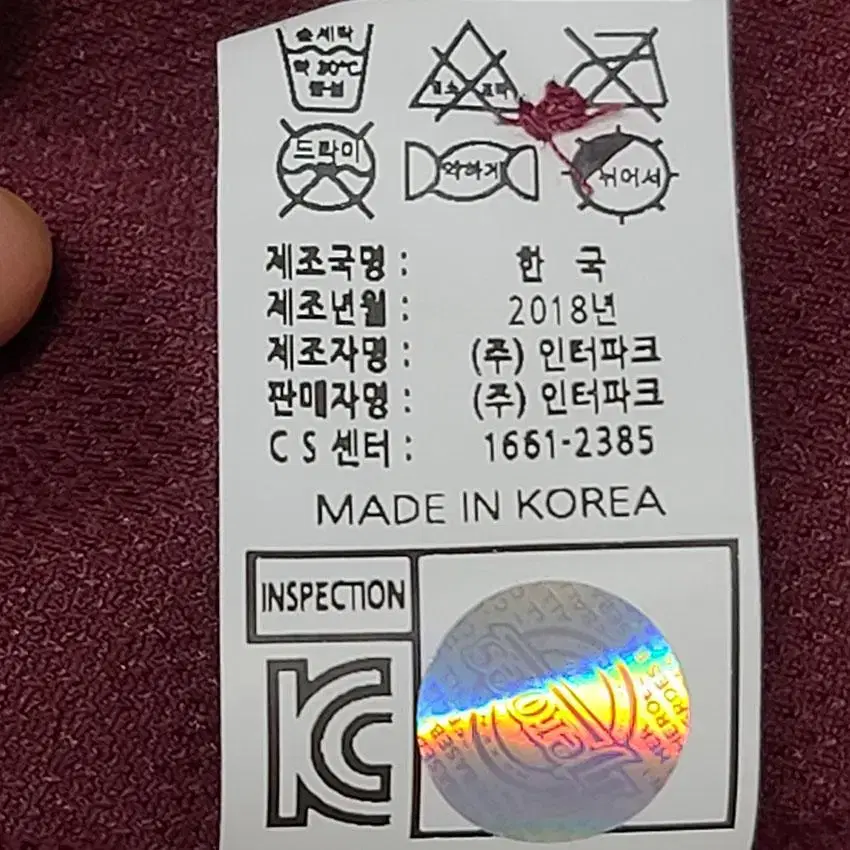 손세탁
약 30℃
중성
염소 표백
드라이
약하게
뉘어서
제조국명 : 한 국
제조년월 : 2018년
제조자명 : (주) 인터파크
판매자명 : (주) 인터파크
C S 센터 : 1661-2385
MADE IN KOREA
INSPECTION
KC